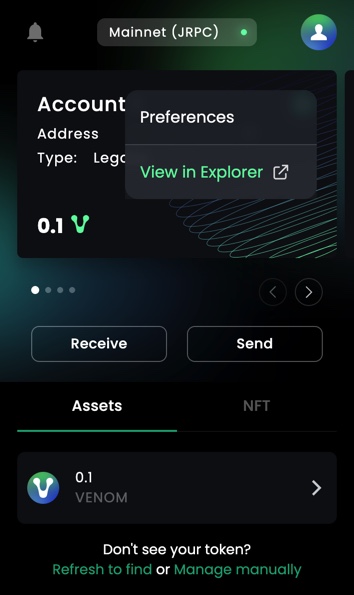 Mainnet (JRPC)
Account
Preferences
Address
Type:
View in Explorer
0.1
Receive
Send
Assets
NFT
0.1
VENOM
Don't see your token?
Refresh to find or Manage manually